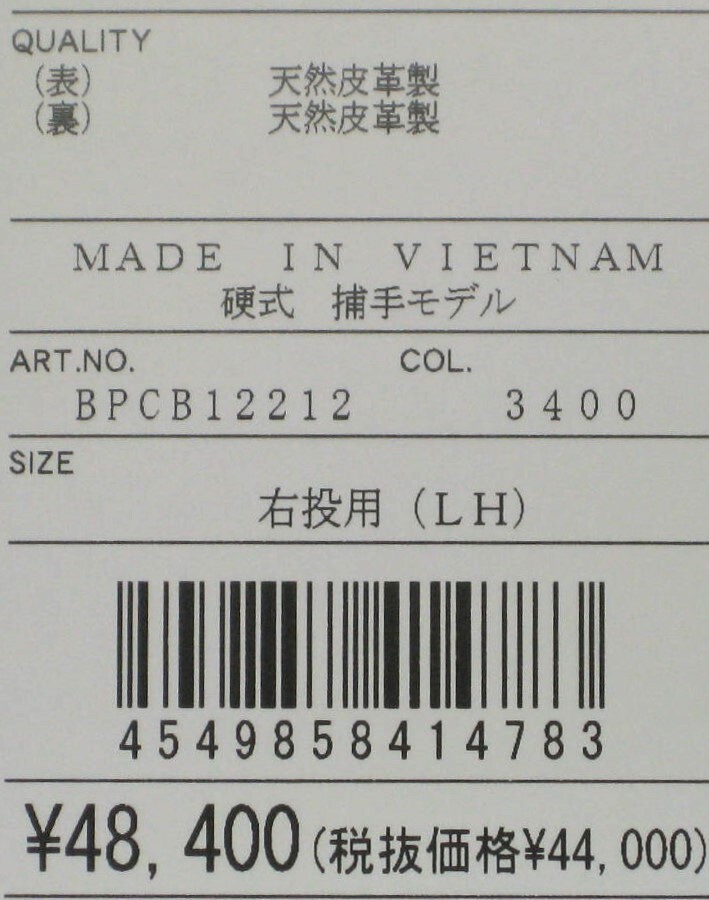 QUALITY
（表）　天然皮革製
（裏）　天然皮革製
MADE IN VIETNAM
硬式　捕手モデル
ART.NO.　COL.
BPCB12212　3400
SIZE
右投用（LH）
4549858414783
¥48,400(税抜価格¥44,000)